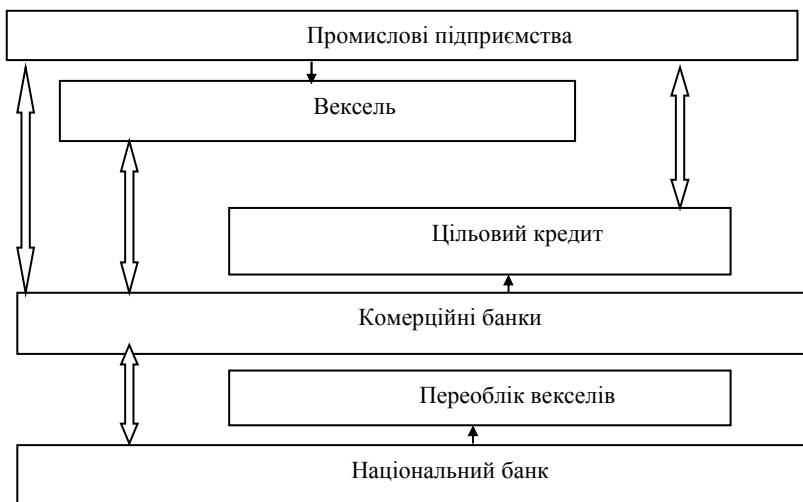 Промислові підприємства
Вексель
Цільовий кредит
Комерційні банки
Переоблік векселів
Національний банк